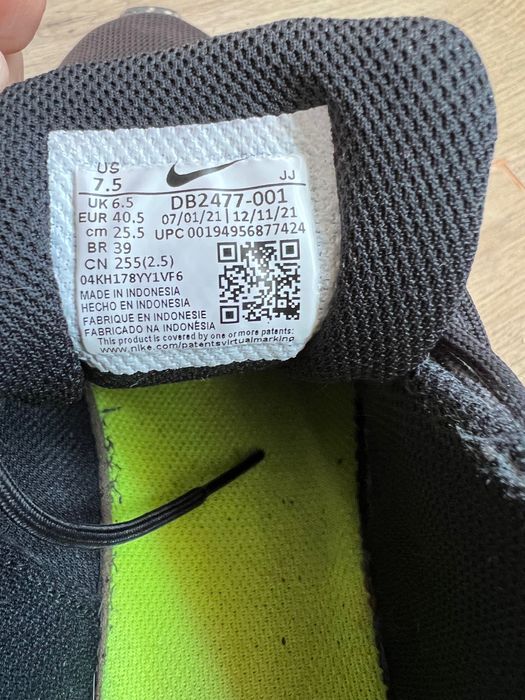 US
7.5
JJ
UK 6.5 DB2477-001
EUR 40.5 07/01/21 | 12/11/21
cm 25.5 UPC 00194956877424
BR 39
CN 255(2.5)
04KH178YY1VF6
MADE IN INDONESIA
HECHO EN INDONESIA
FABRIQUE EN INDONESIE
FABRICADO NA INDONÉSIA
This product is covered by one or more patents:
www.nike.com/patentsvirtualmarking